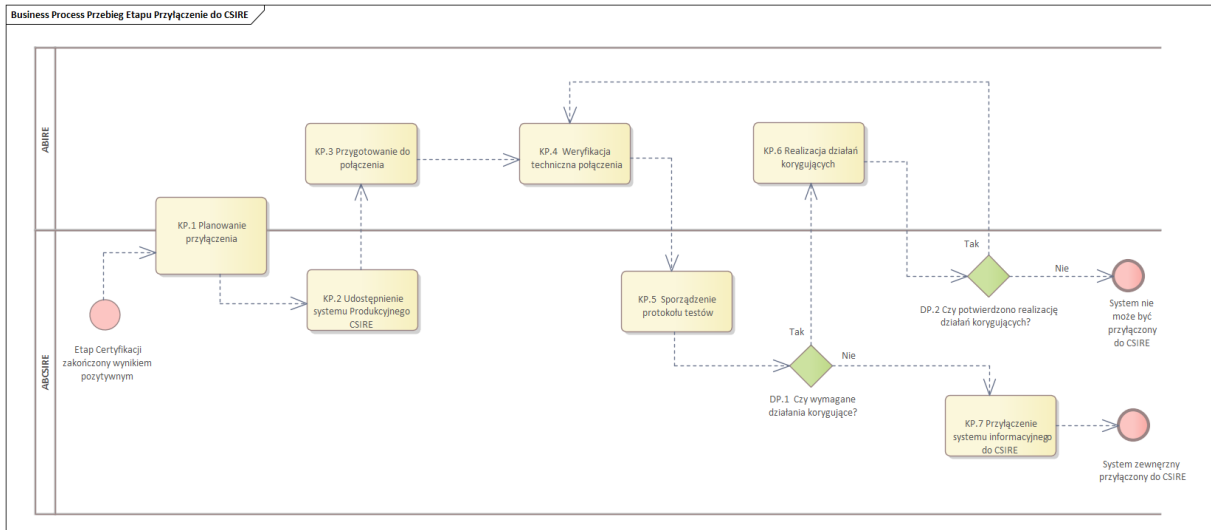 Business Process Przebieg Etapu Przyłączenie do CSIRE
ABIRE
KP.3 Przygotowanie do
połączenia
KP.4 Weryfikacja
techniczna połączenia
KP.6 Realizacja działań
korygujących
KP.1 Planowanie
przyłączenia
ABCSIRE
Etap Certyfikacji
zakończony wynikiem
pozytywnym
KP.2 Udostępnienie
systemu Produkcyjnego
CSIRE
KP.5 Sporządzenie
protokołu testów
Tak
Nie
DP.1 Czy wymagane
działania korygujące?
Tak
Nie
DP.2 Czy potwierdzono realizację
działań korygujących?
System nie
może być
przyłączony
do CSIRE
KP.7 Przyłączenie
systemu informacyjnego
do CSIRE
System zewnęrzny
przyłączony do CSIRE